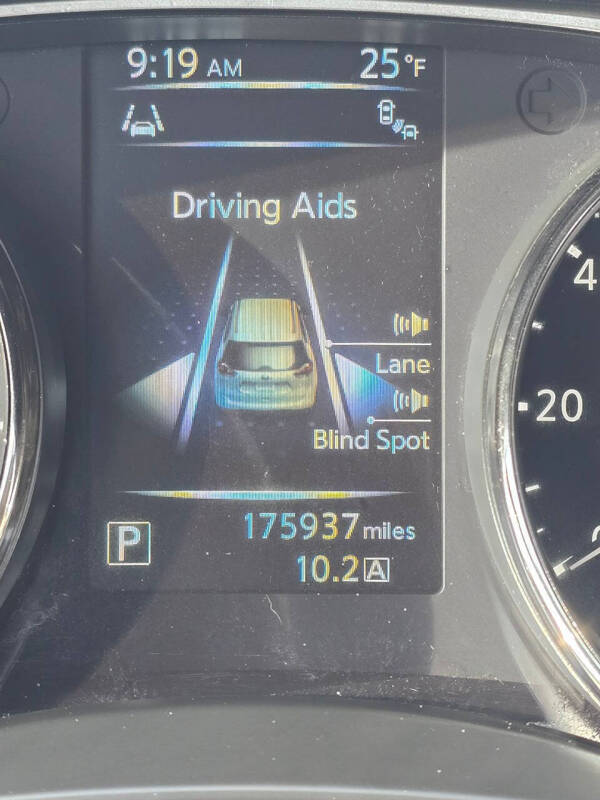 9:19 AM 25°F
Driving Aids
Lane
Blind Spot
P 175937 miles
10.2 A
4
20